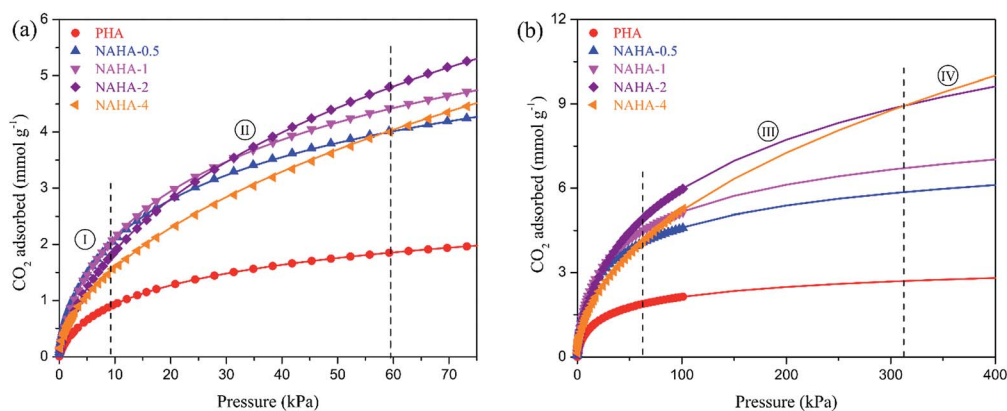 (a)
PHA
NAHA-0.5
NAHA-1
NAHA-2
NAHA-4
I
II
CO₂ adsorbed (mmol g⁻¹)
6
5
4
3
2
1
0
0 10 20 30 40 50 60 70
Pressure (kPa)
(b)
PHA
NAHA-0.5
NAHA-1
NAHA-2
NAHA-4
III
IV
CO₂ adsorbed (mmol g⁻¹)
12
9
6
3
0
0 100 200 300 400
Pressure (kPa)